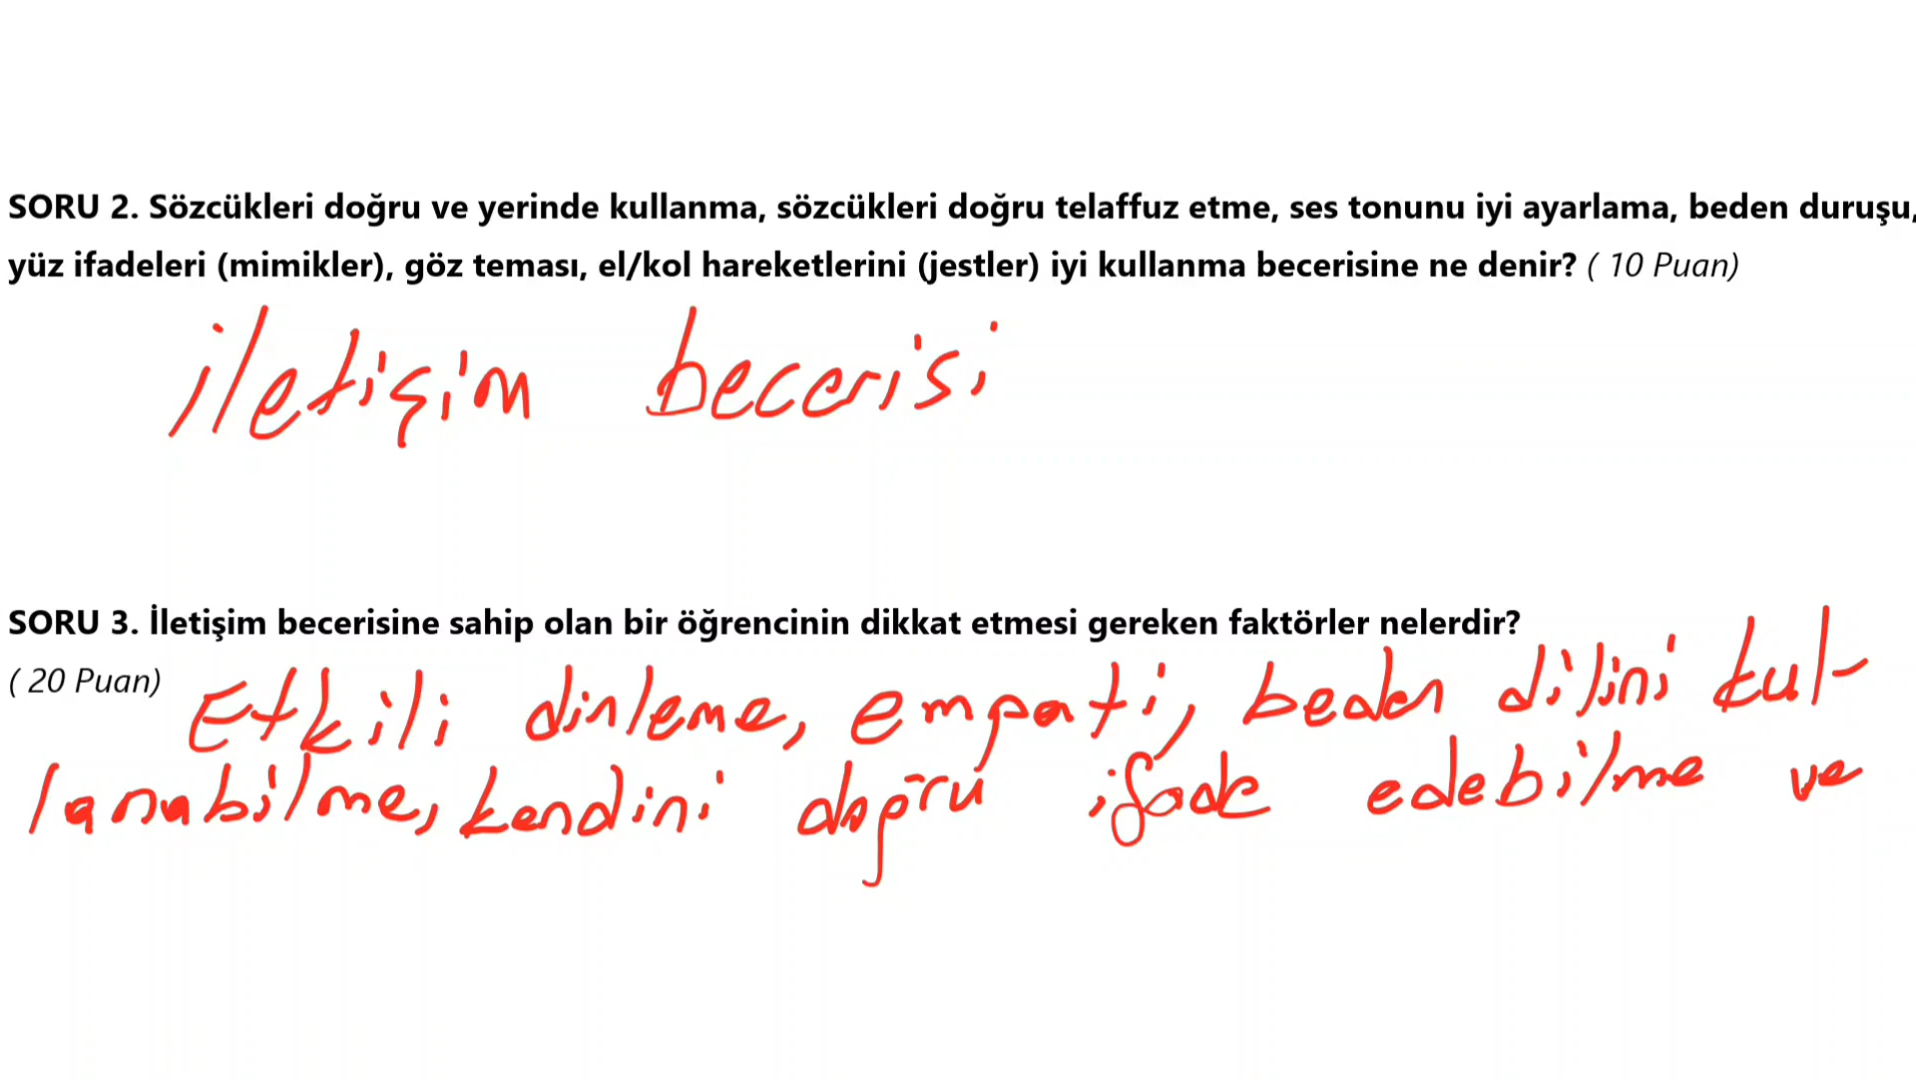 SORU 2. Sözcükleri doğru ve yerinde kullanma, sözcükleri doğru telaffuz etme, ses tonunu iyi ayarlama, beden duruşu,
yüz ifadeleri (mimikler), göz teması, el/kol hareketlerini (jestler) iyi kullanma becerisine ne denir? ( 10 Puan)
iletişim becerisi
SORU 3. İletişim becerisine sahip olan bir öğrencinin dikkat etmesi gereken faktörler nelerdir?
( 20 Puan)
Etkili dinleme, empati, beden dilini kul-
lanabilme, kendini doğru ifade edebilme ve